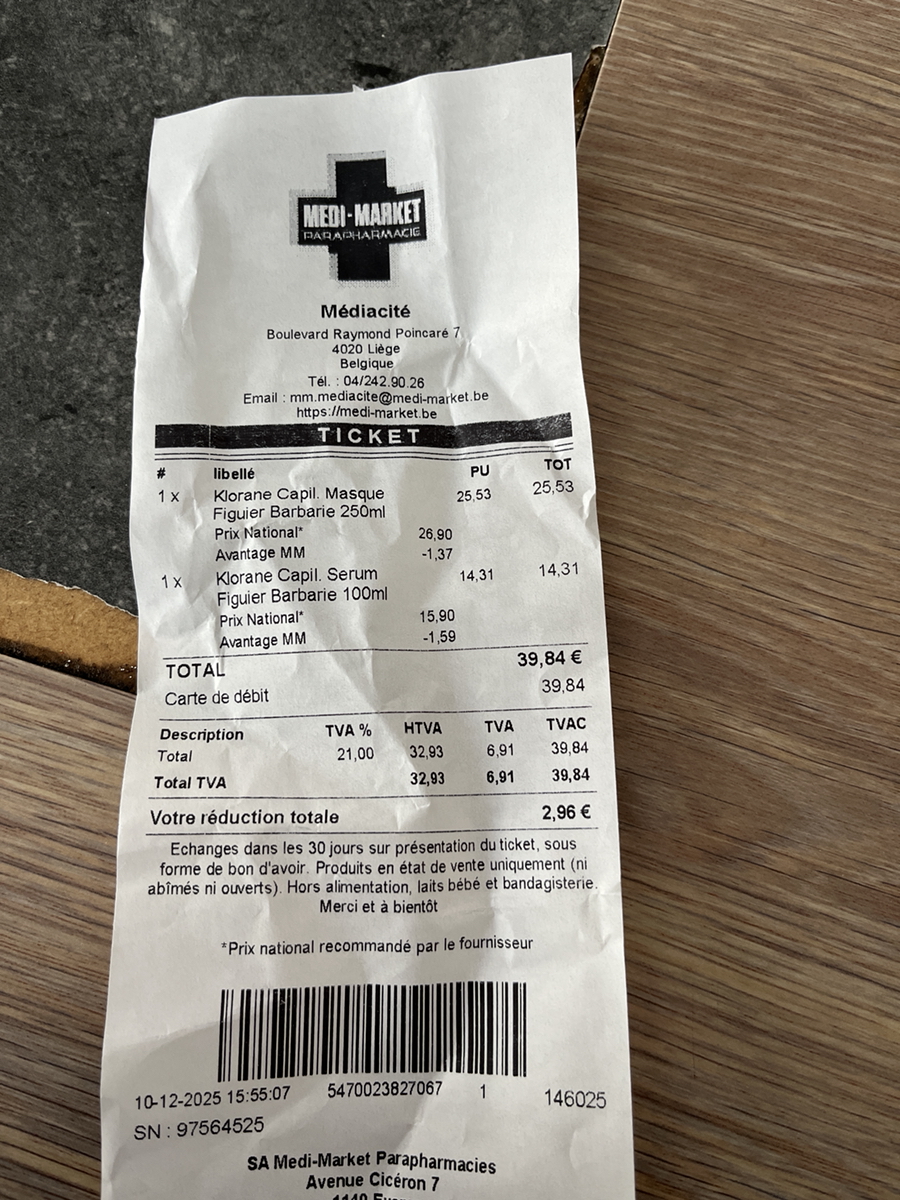 MEDI-MARKET
PARAPHARMACIE
Médiacité
Boulevard Raymond Poincaré 7
4020 Liège
Belgique
Tél. : 04/242.90.26
Email : mm.mediacite@medi-market.be
https://medi-market.be
TICKET
# libellé PU TOT
1 x Klorane Capil. Masque 25,53 25,53
Figuier Barbarie 250ml
Prix National* 26,90
Avantage MM -1,37
1 x Klorane Capil. Serum 14,31 14,31
Figuier Barbarie 100ml
Prix National* 15,90
Avantage MM -1,59
TOTAL 39,84 €
Carte de débit 39,84
Description TVA % HTVA TVA TVAC
Total 21,00 32,93 6,91 39,84
Total TVA 32,93 6,91 39,84
Votre réduction totale 2,96 €
Echanges dans les 30 jours sur présentation du ticket, sous
forme de bon d'avoir. Produits en état de vente uniquement (ni
abîmés ni ouverts). Hors alimentation, laits bébé et bandagisterie.
Merci et à bientôt
*Prix national recommandé par le fournisseur
10-12-2025 15:55:07 5470023827067 1 146025
SN : 97564525
SA Medi-Market Parapharmacies
Avenue Cicéron 7